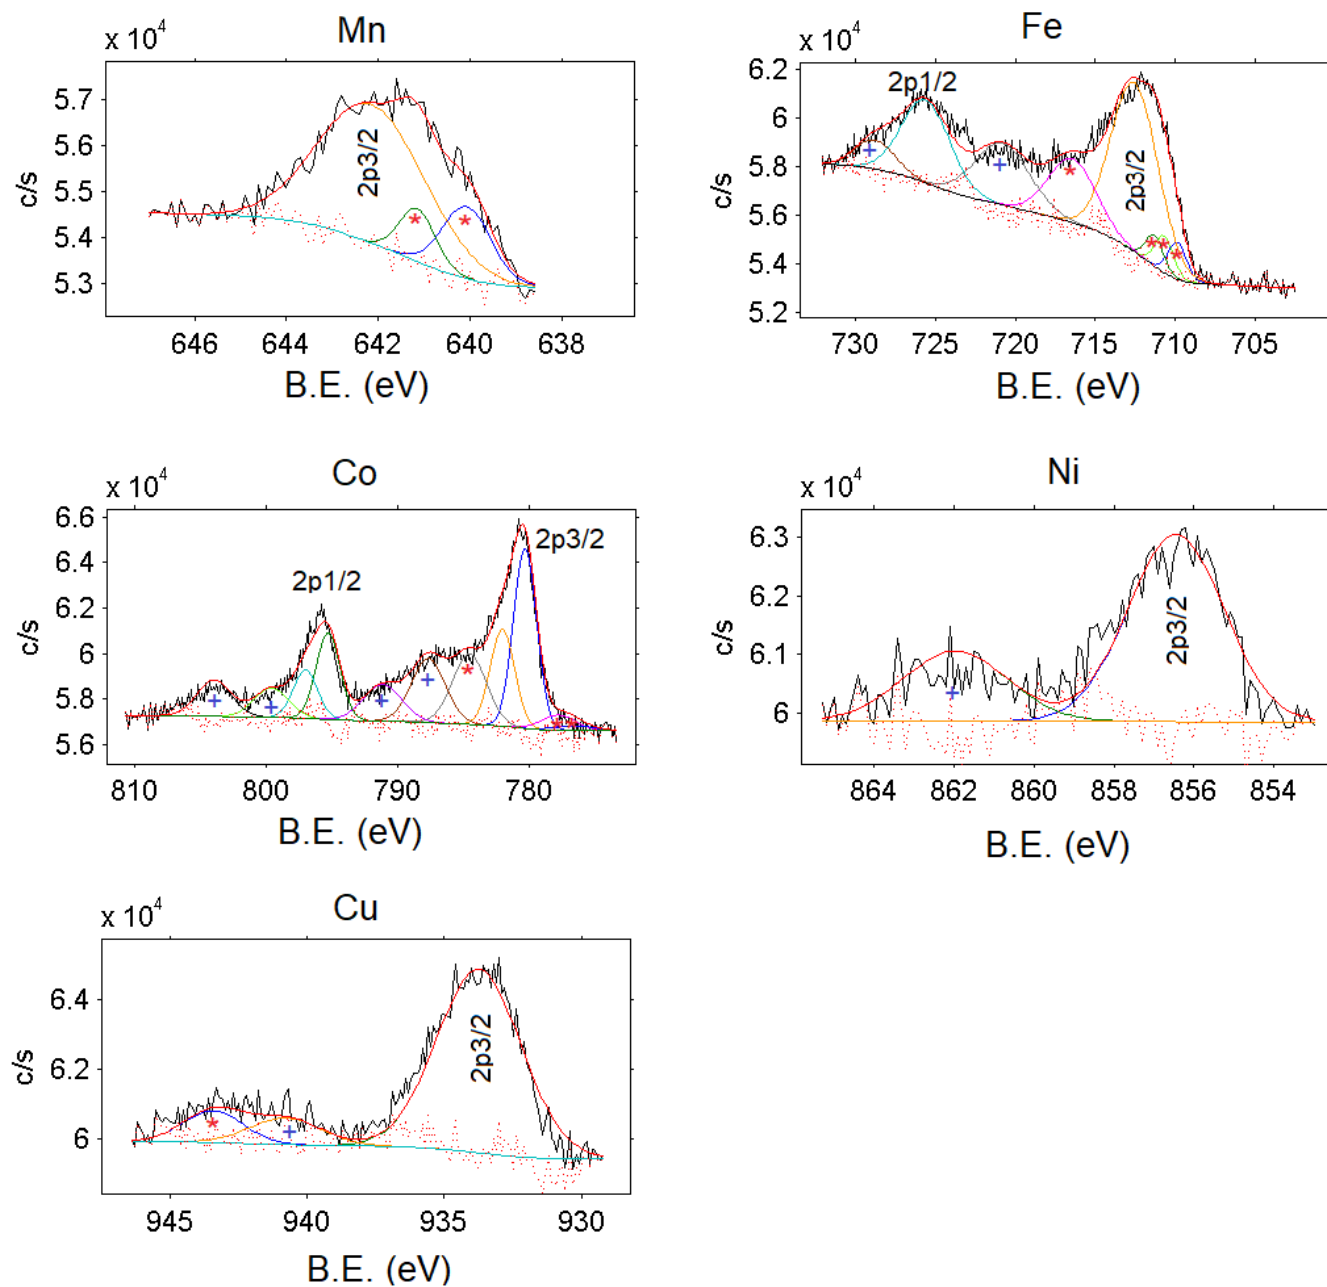 Mn
x 10⁴
5.7
5.6
5.5
5.4
5.3
c/s
2p3/2
*
*
646 644 642 640 638
B.E. (eV)
Fe
x 10⁴
6.2
6
5.8
5.6
5.4
5.2
c/s
2p1/2
2p3/2
+
+
*
*
*
*
730 725 720 715 710 705
B.E. (eV)
Co
x 10⁴
6.6
6.4
6.2
6
5.8
5.6
c/s
2p1/2
2p3/2
+
+
+
+
*
*
*
810 800 790 780
B.E. (eV)
Ni
x 10⁴
6.3
6.2
6.1
6
c/s
2p3/2
+
864 862 860 858 856 854
B.E. (eV)
Cu
x 10⁴
6.4
6.2
6
c/s
2p3/2
*
+
945 940 935 930
B.E. (eV)